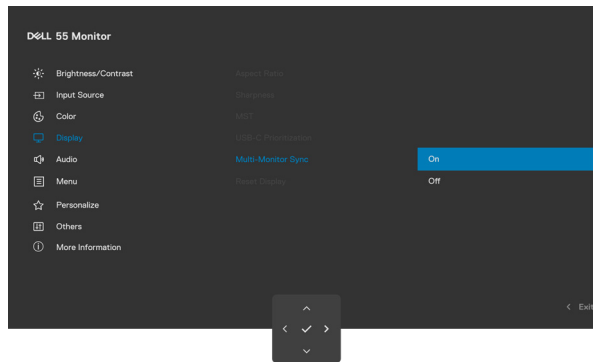 DELL 55 Monitor
Brightness/Contrast
Aspect Ratio
Input Source
Sharpness
Color
MST
Display
USB-C Prioritization
Audio
Multi-Monitor Sync
On
Menu
Reset Display
Off
Personalize
Others
More Information
Exit